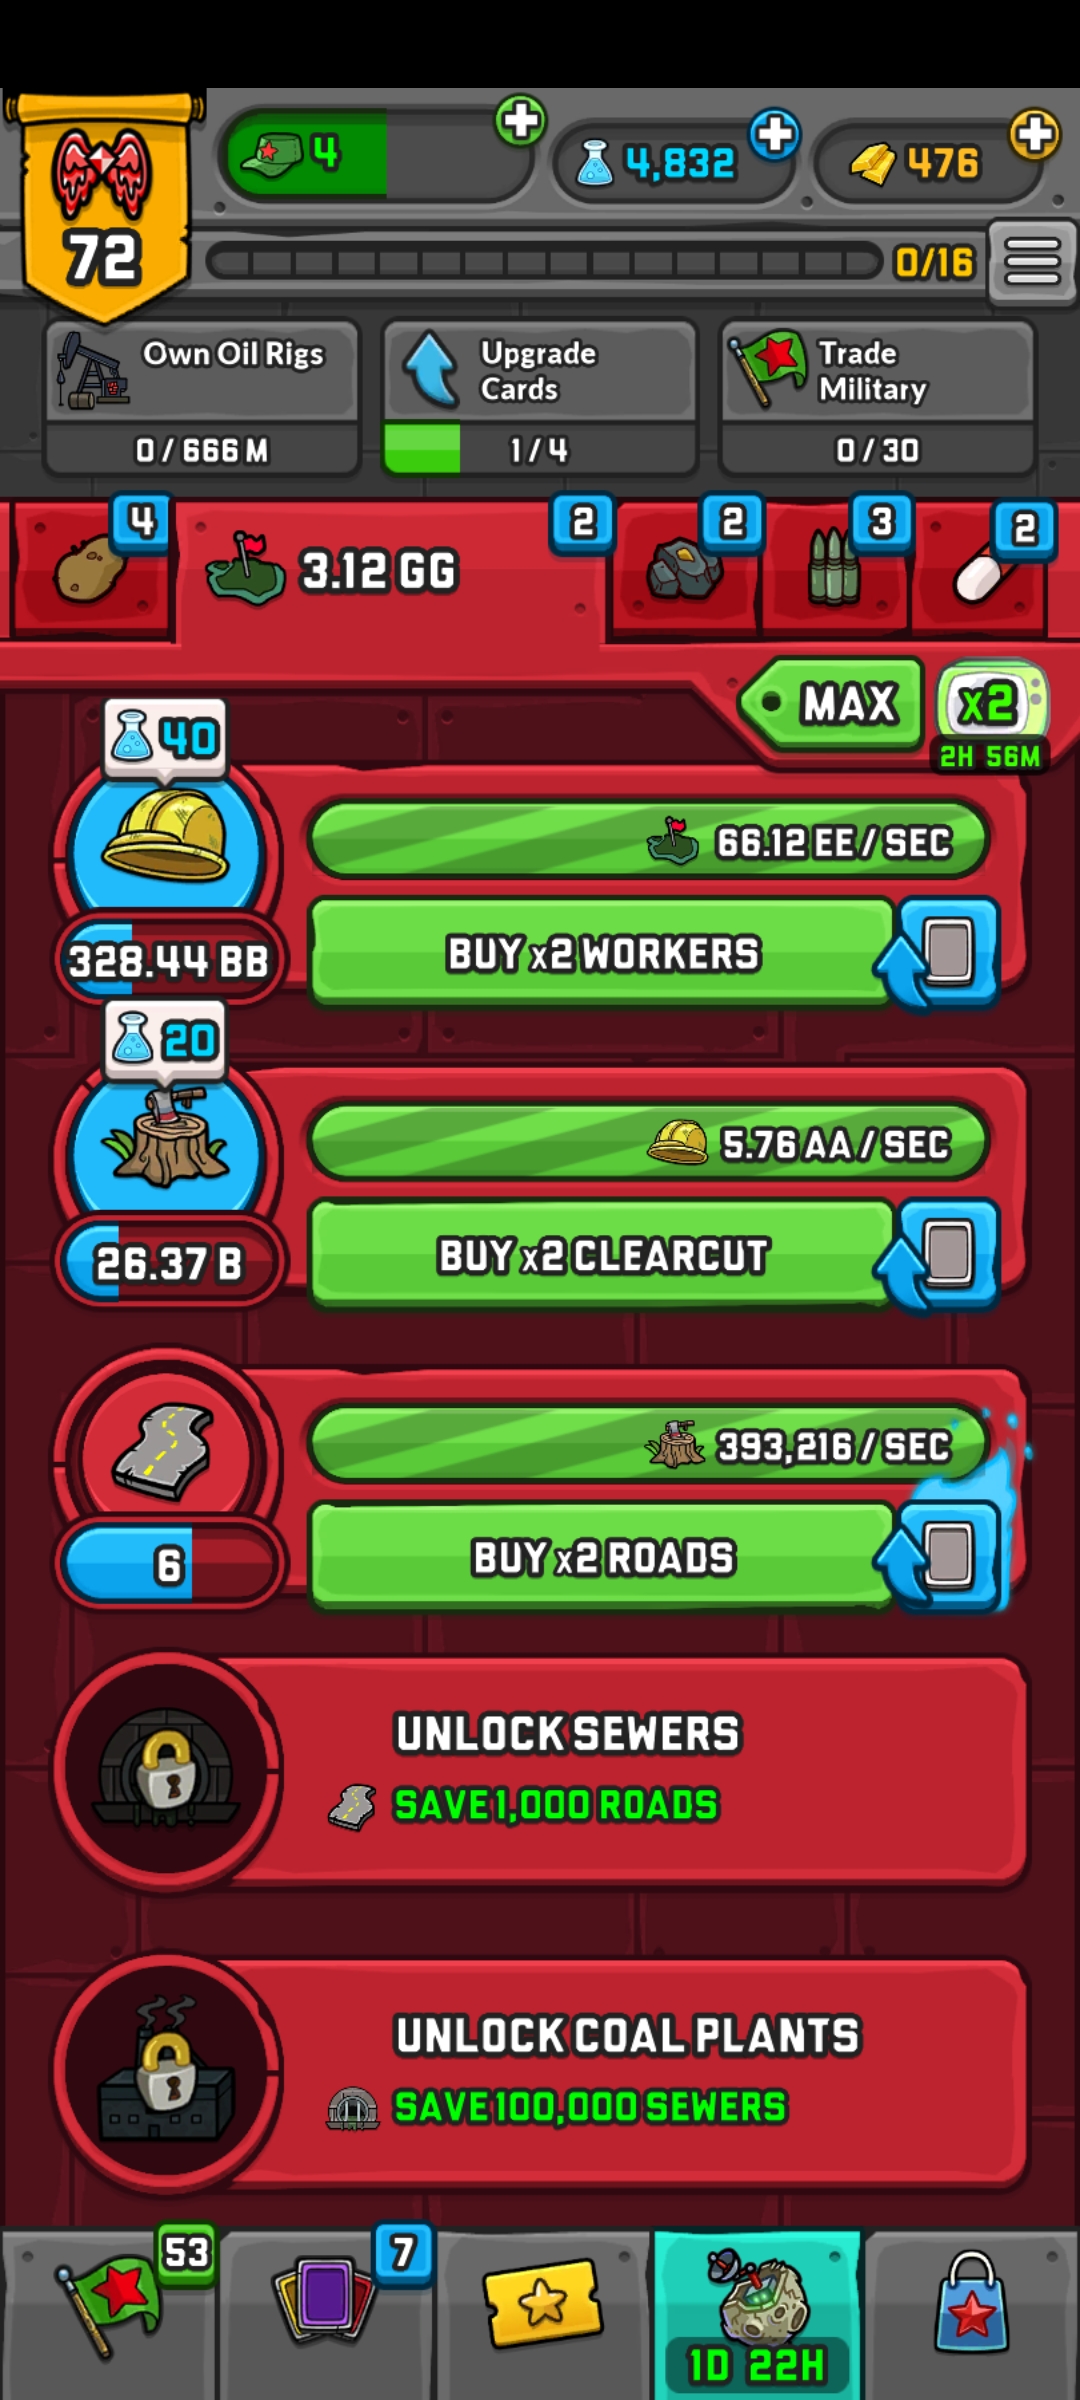 4
4,832
476
72
0/16
Own Oil Rigs
0 / 666 M
Upgrade
Cards
1 / 4
Trade
Military
0 / 30
4
3.12 GG
2
2
3
2
MAX
x2
2H 56M
40
66.12 EE / SEC
328.44 BB
BUY x2 WORKERS
20
5.76 AA / SEC
26.37 B
BUY x2 CLEARCUT
393,216 / SEC
6
BUY x2 ROADS
UNLOCK SEWERS
SAVE 1,000 ROADS
UNLOCK COAL PLANTS
SAVE 100,000 SEWERS
53
7
1D 22H